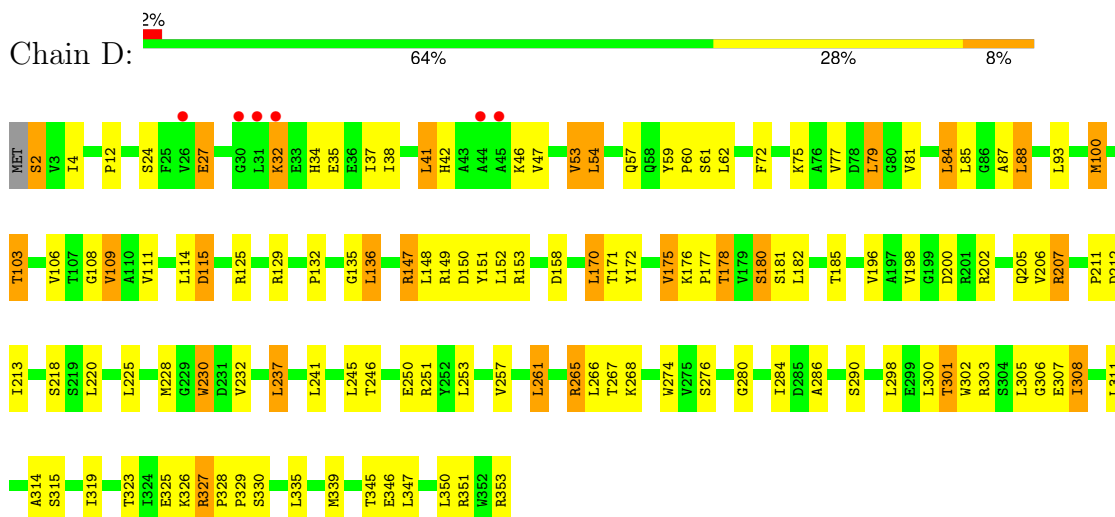 2%
Chain D:
64% 28% 8%
MET S2 V3 I4 P12 S24 F25 V26 E27 G30 L31 K32 E33 H34 E35 E36 I37 I38 L41 H42 A43 A44 A45 K46 V47 V53 L54 Q57 Q58 Y59 P60 S61 L62 F72 K75 A76 V77 D78 L79 G80 V81 L84 L85 G86 A87 L88 L93 M100
T103 V106 T107 G108 V109 A110 V111 L114 D115 R125 R129 P132 G135 L136 R147 L148 R149 D150 Y151 L152 R153 D158 L170 T171 Y172 V175 K176 P177 T178 V179 S180 S181 L182 T185 V196 A197 V198 G199 D200 R201 R202 Q205 V206 R207 P211
I213 S218 S219 L220 L225 M228 G229 W230 D231 V232 L237 L241 L245 T246 E250 R251 Y252 L253 V257 L261 R265 L266 T267 K268 W274 V275 S276 G280 I284 D285 A286 S290 L298 E299 L300 T301 W302 R303 S304 L305 G306 E307 I308 L311
A314 S315 I319 T323 I324 E325 K326 R327 P328 P329 S330 L335 M339 T345 E346 L347 L350 R351 W352 R353